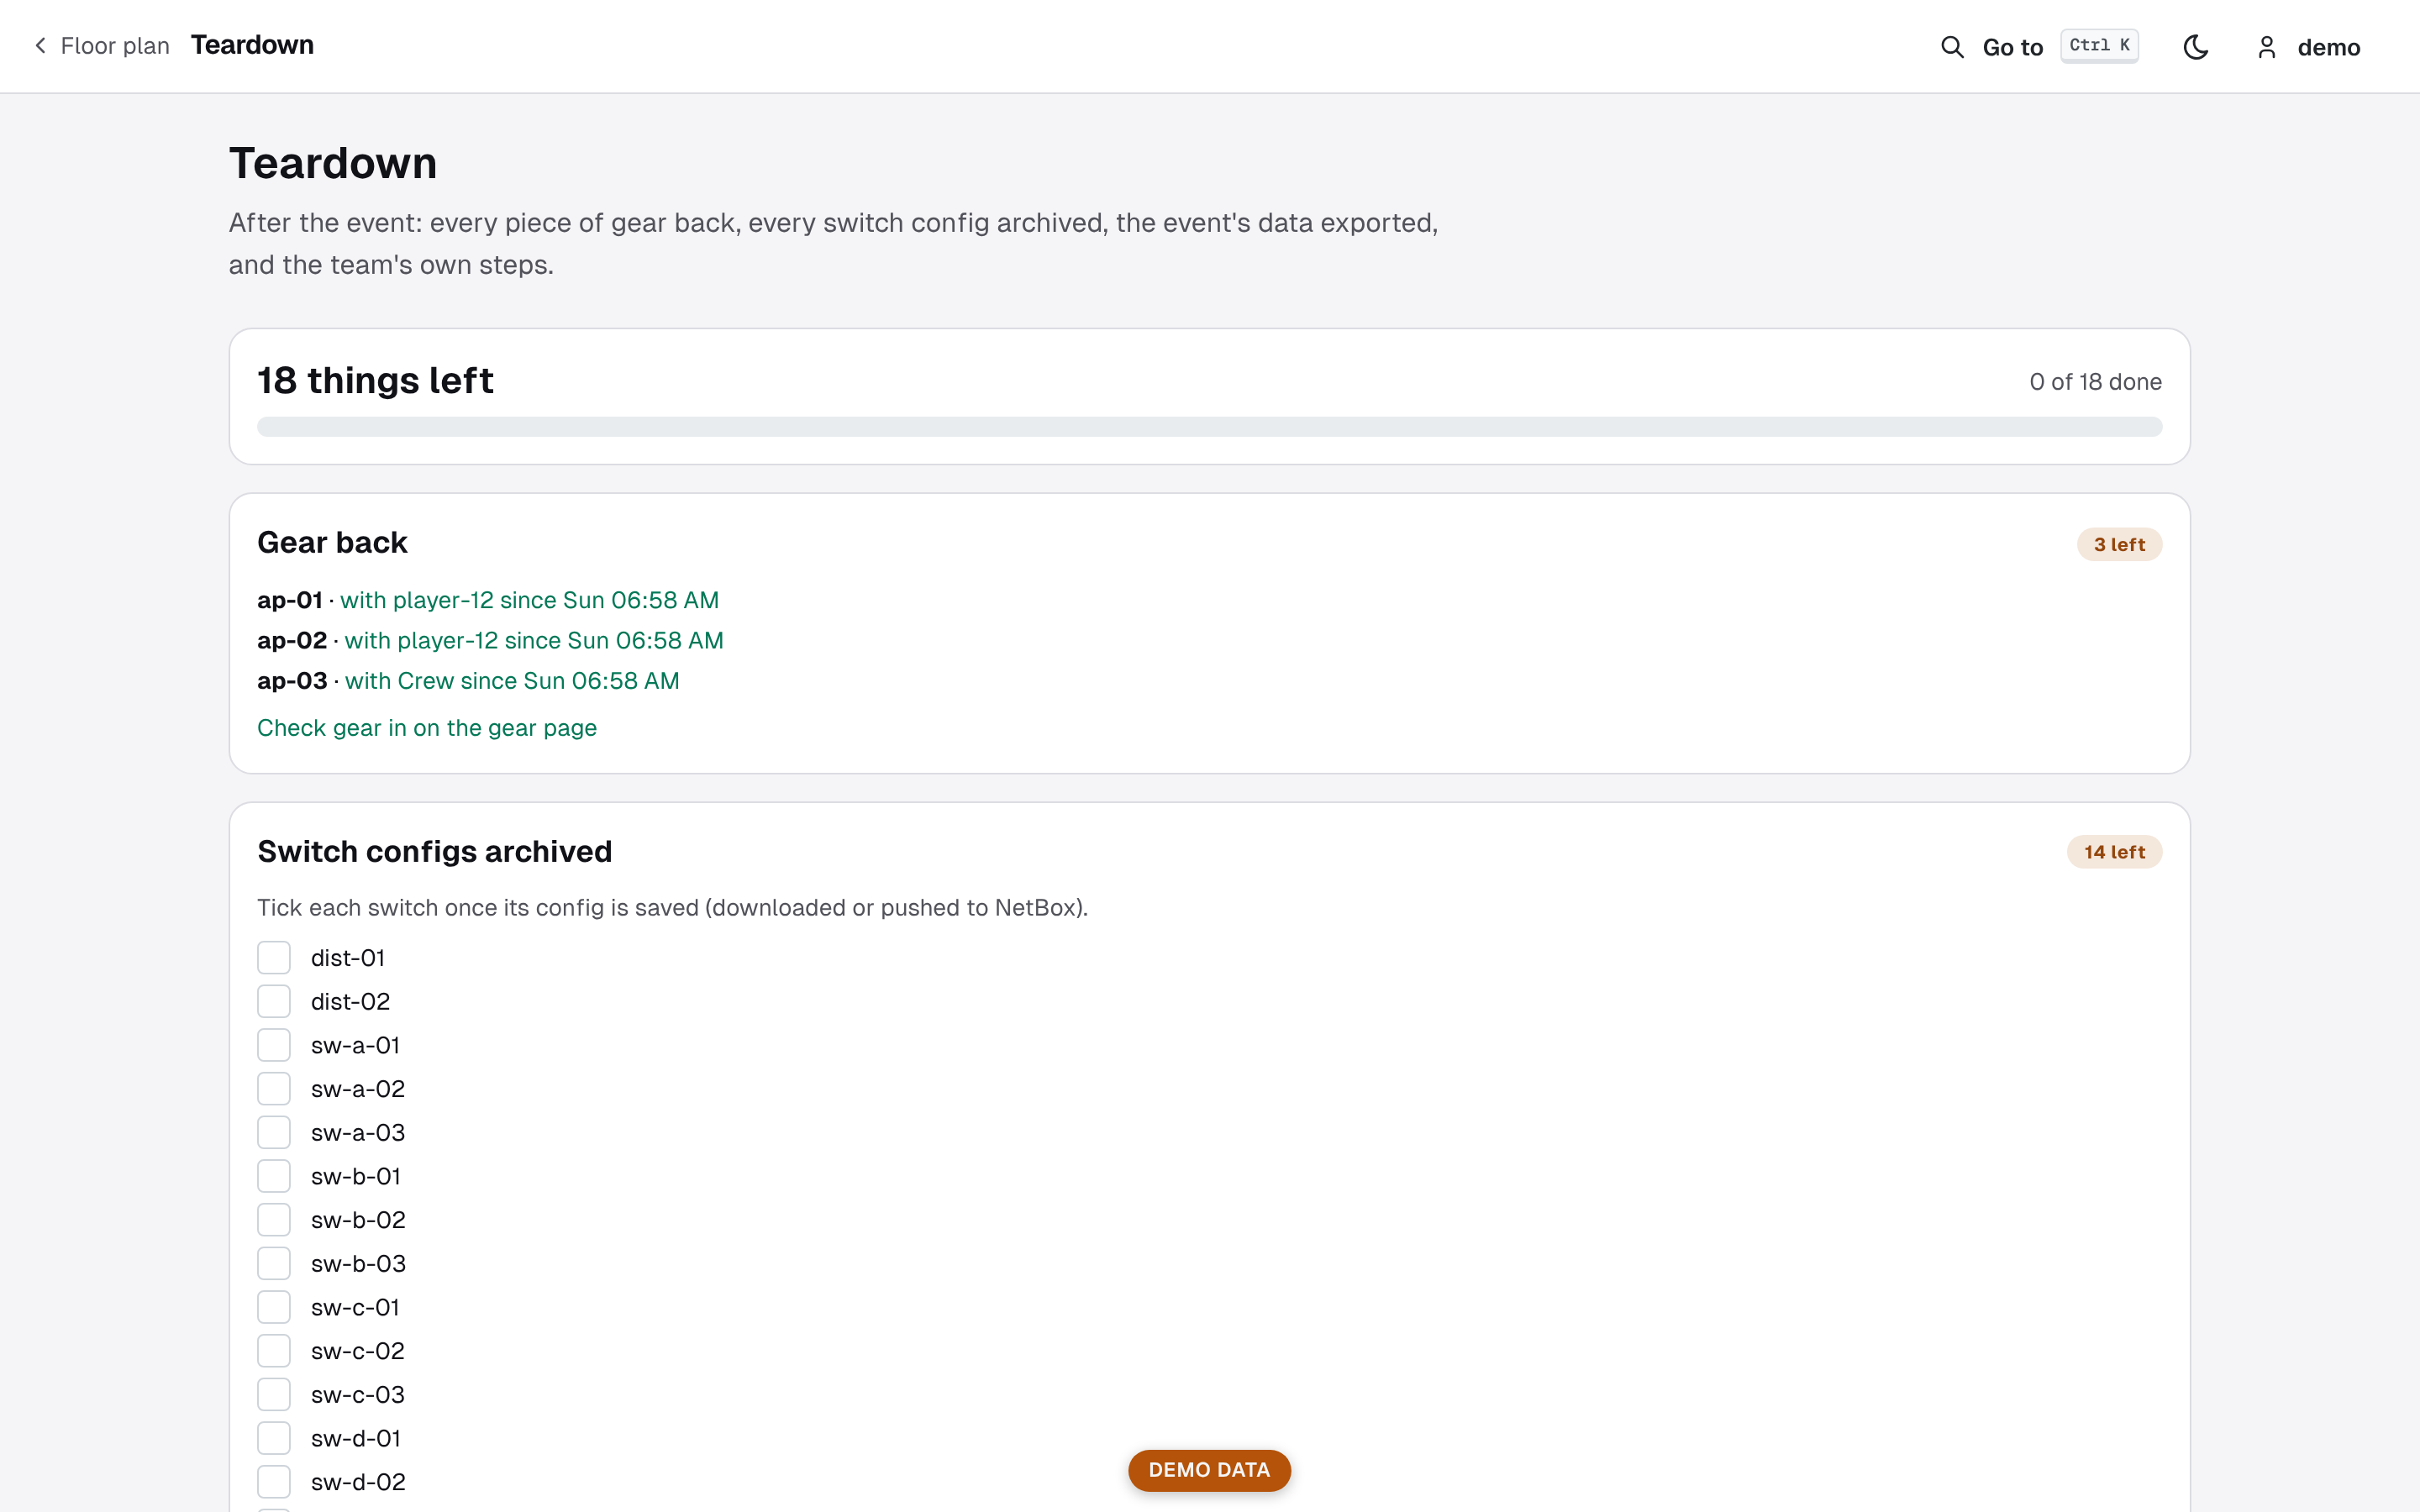 Floor plan Teardown Go to Ctrl K demo
Teardown
After the event: every piece of gear back, every switch config archived, the event's data exported,
and the team's own steps.
18 things left 0 of 18 done
Gear back 3 left
ap-01 · with player-12 since Sun 06:58 AM
ap-02 · with player-12 since Sun 06:58 AM
ap-03 · with Crew since Sun 06:58 AM
Check gear in on the gear page
Switch configs archived 14 left
Tick each switch once its config is saved (downloaded or pushed to NetBox).
dist-01
dist-02
sw-a-01
sw-a-02
sw-a-03
sw-b-01
sw-b-02
sw-b-03
sw-c-01
sw-c-02
sw-c-03
sw-d-01
sw-d-02
DEMO DATA